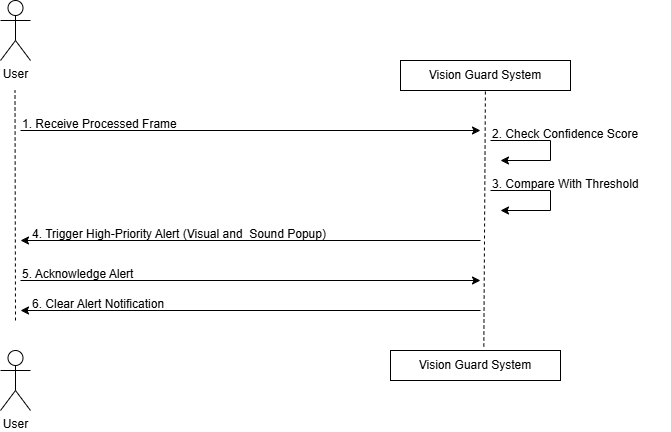 User
Vision Guard System
1. Receive Processed Frame
2. Check Confidence Score
3. Compare With Threshold
4. Trigger High-Priority Alert (Visual and  Sound Popup)
5. Acknowledge Alert
6. Clear Alert Notification
Vision Guard System
User